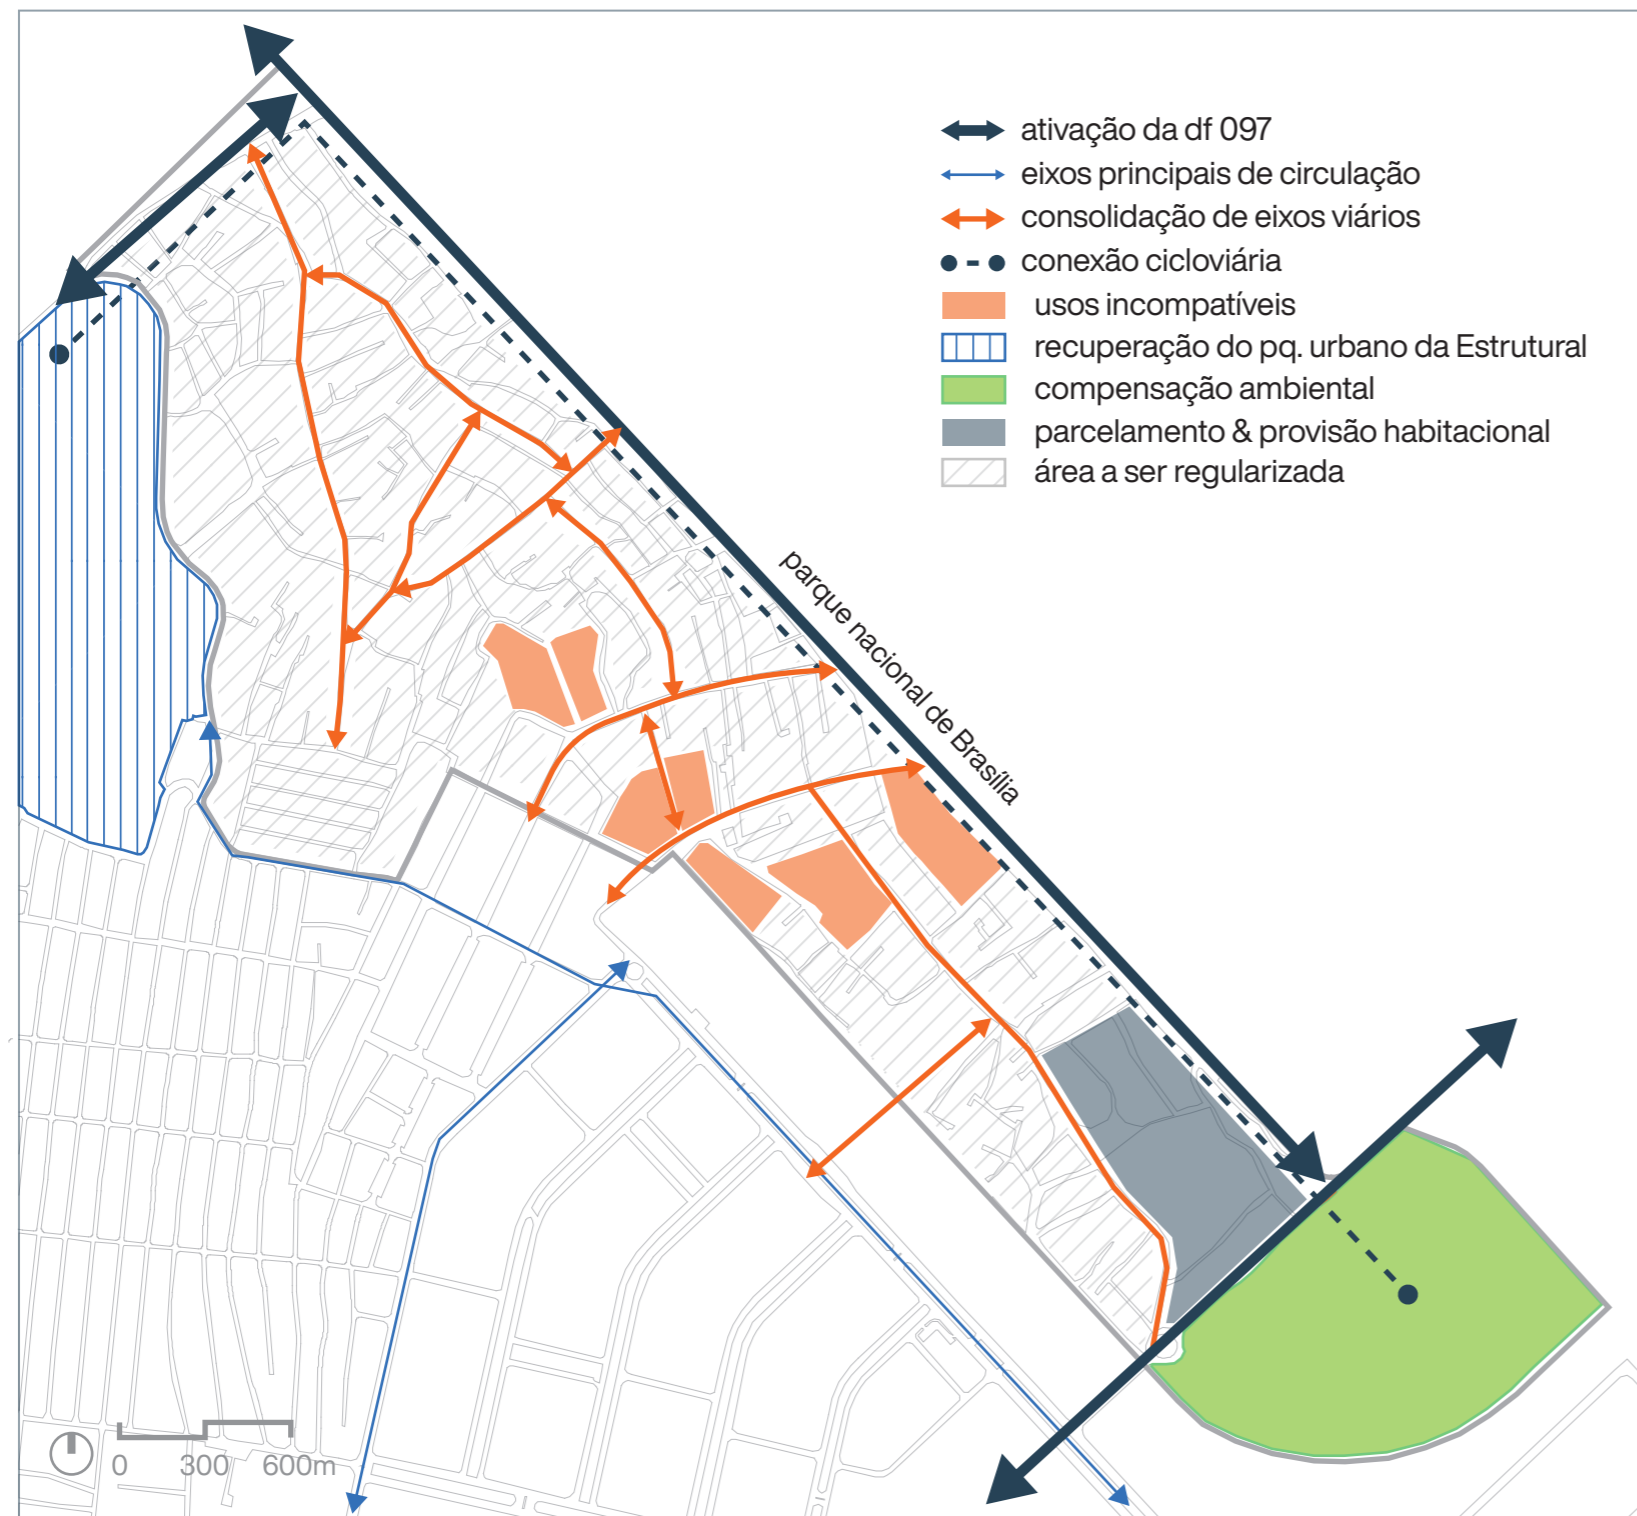 ativação da df 097
eixos principais de circulação
consolidação de eixos viários
conexão cicloviária
usos incompatíveis
recuperação do pq. urbano da Estrutural
compensação ambiental
parcelamento & provisão habitacional
área a ser regularizada
parque nacional de Brasília
0 300 600m